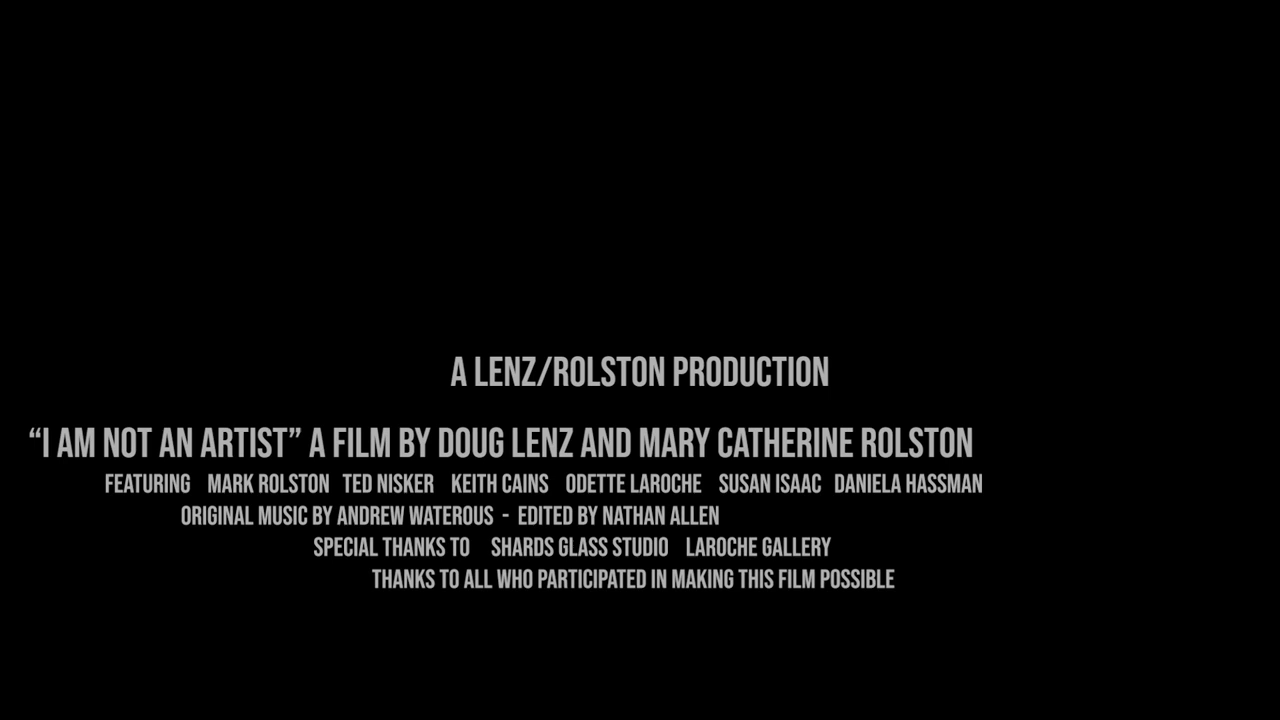 A LENZ/ROLSTON PRODUCTION
“I AM NOT AN ARTIST” A FILM BY DOUG LENZ AND MARY CATHERINE ROLSTON
FEATURING MARK ROLSTON TED NISKER KEITH CAINS ODETTE LAROCHE SUSAN ISAAC DANIELA HASSMAN
ORIGINAL MUSIC BY ANDREW WATEROUS - EDITED BY NATHAN ALLEN
SPECIAL THANKS TO SHARDS GLASS STUDIO LAROCHE GALLERY
THANKS TO ALL WHO PARTICIPATED IN MAKING THIS FILM POSSIBLE